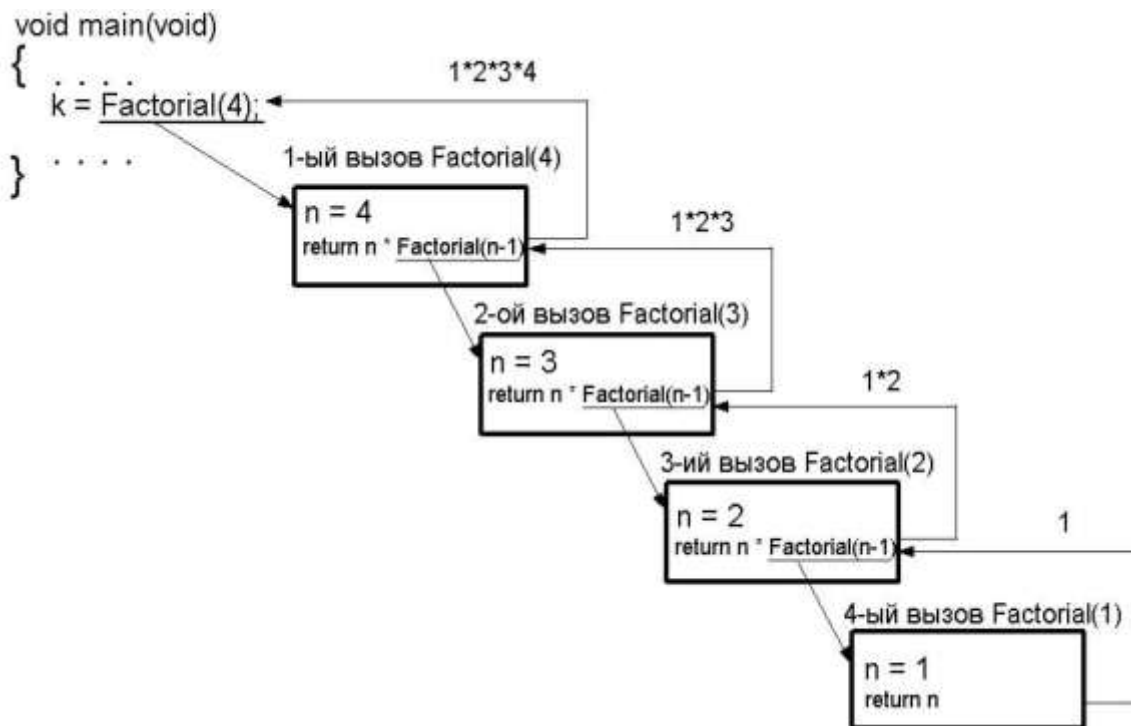 void main(void)
{
. . . .
1*2*3*4
k = Factorial(4);
. . . .
}
1-ый вызов Factorial(4)
n = 4
return n * Factorial(n-1)
1*2*3
2-ой вызов Factorial(3)
n = 3
return n * Factorial(n-1)
1*2
3-ий вызов Factorial(2)
n = 2
return n * Factorial(n-1)
1
4-ый вызов Factorial(1)
n = 1
return n